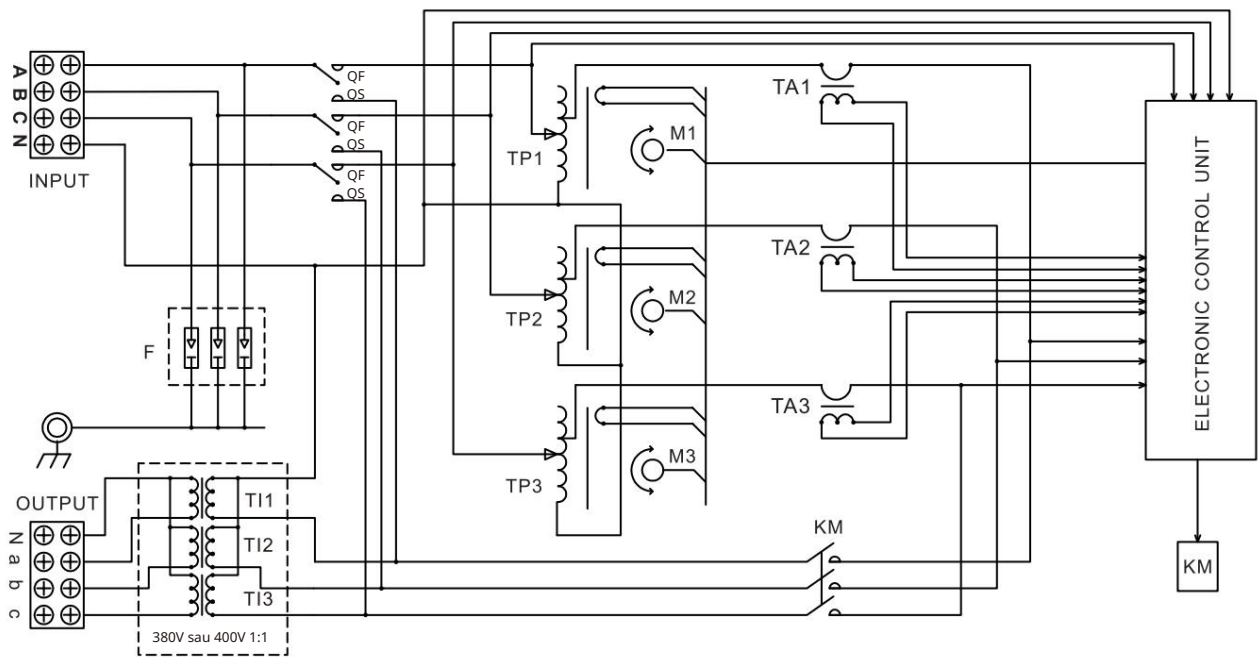 A
B
C
N
INPUT
QF
QS
QF
QS
QF
QS
TP1
M1
TA1
TP2
M2
TA2
TP3
M3
TA3
ELECTRONIC CONTROL UNIT
F
OUTPUT
N
a
b
c
TI1
TI2
TI3
380V sau 400V 1:1
KM
KM